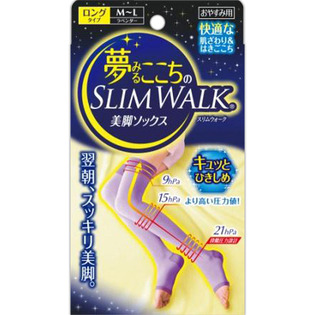 ロング
タイプ
M~L
ラベンダー
おやすみ用
快適な
肌ざわり&
はきごこち
夢みるここちの
SLIMWALK®
スリムウォーク
美脚ソックス
キュッと
ひきしめ
より高い圧力値!
翌朝、スッキリ美脚。
9hPa
15hPa
21hPa